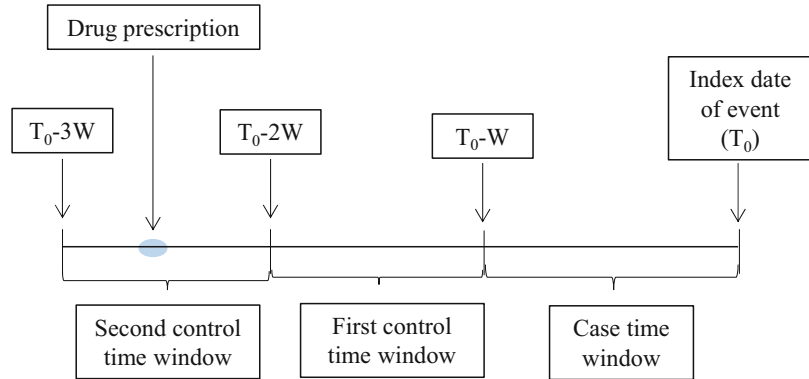 Drug prescription
Index date
of event
(T₀)
T₀-3W
T₀-2W
T₀-W
Second control
time window
First control
time window
Case time
window